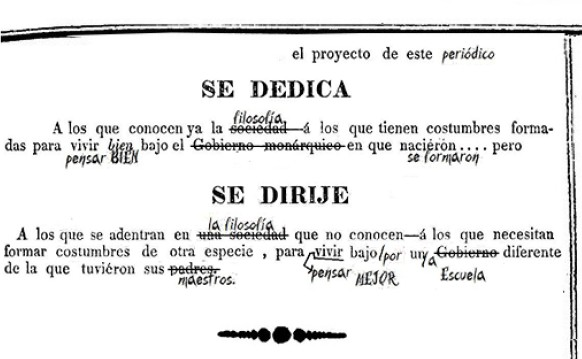 el proyecto de este periódico
SE DEDICA
filosofía
A los que conocen ya la sociedad—á los que tienen costumbres forma-
das para vivir bien bajo el Gobierno monárquico en que naciéron.... pero
pensar BIEN se formaron
SE DIRIJE
la filosofía
A los que se adentran en una sociedad que no conocen—á los que necesitan
formar costumbres de otra especie , para vivir bajo/por un a Gobierno diferente
de la que tuviéron sus padres. pensar MEJOR Escuela
maestros.